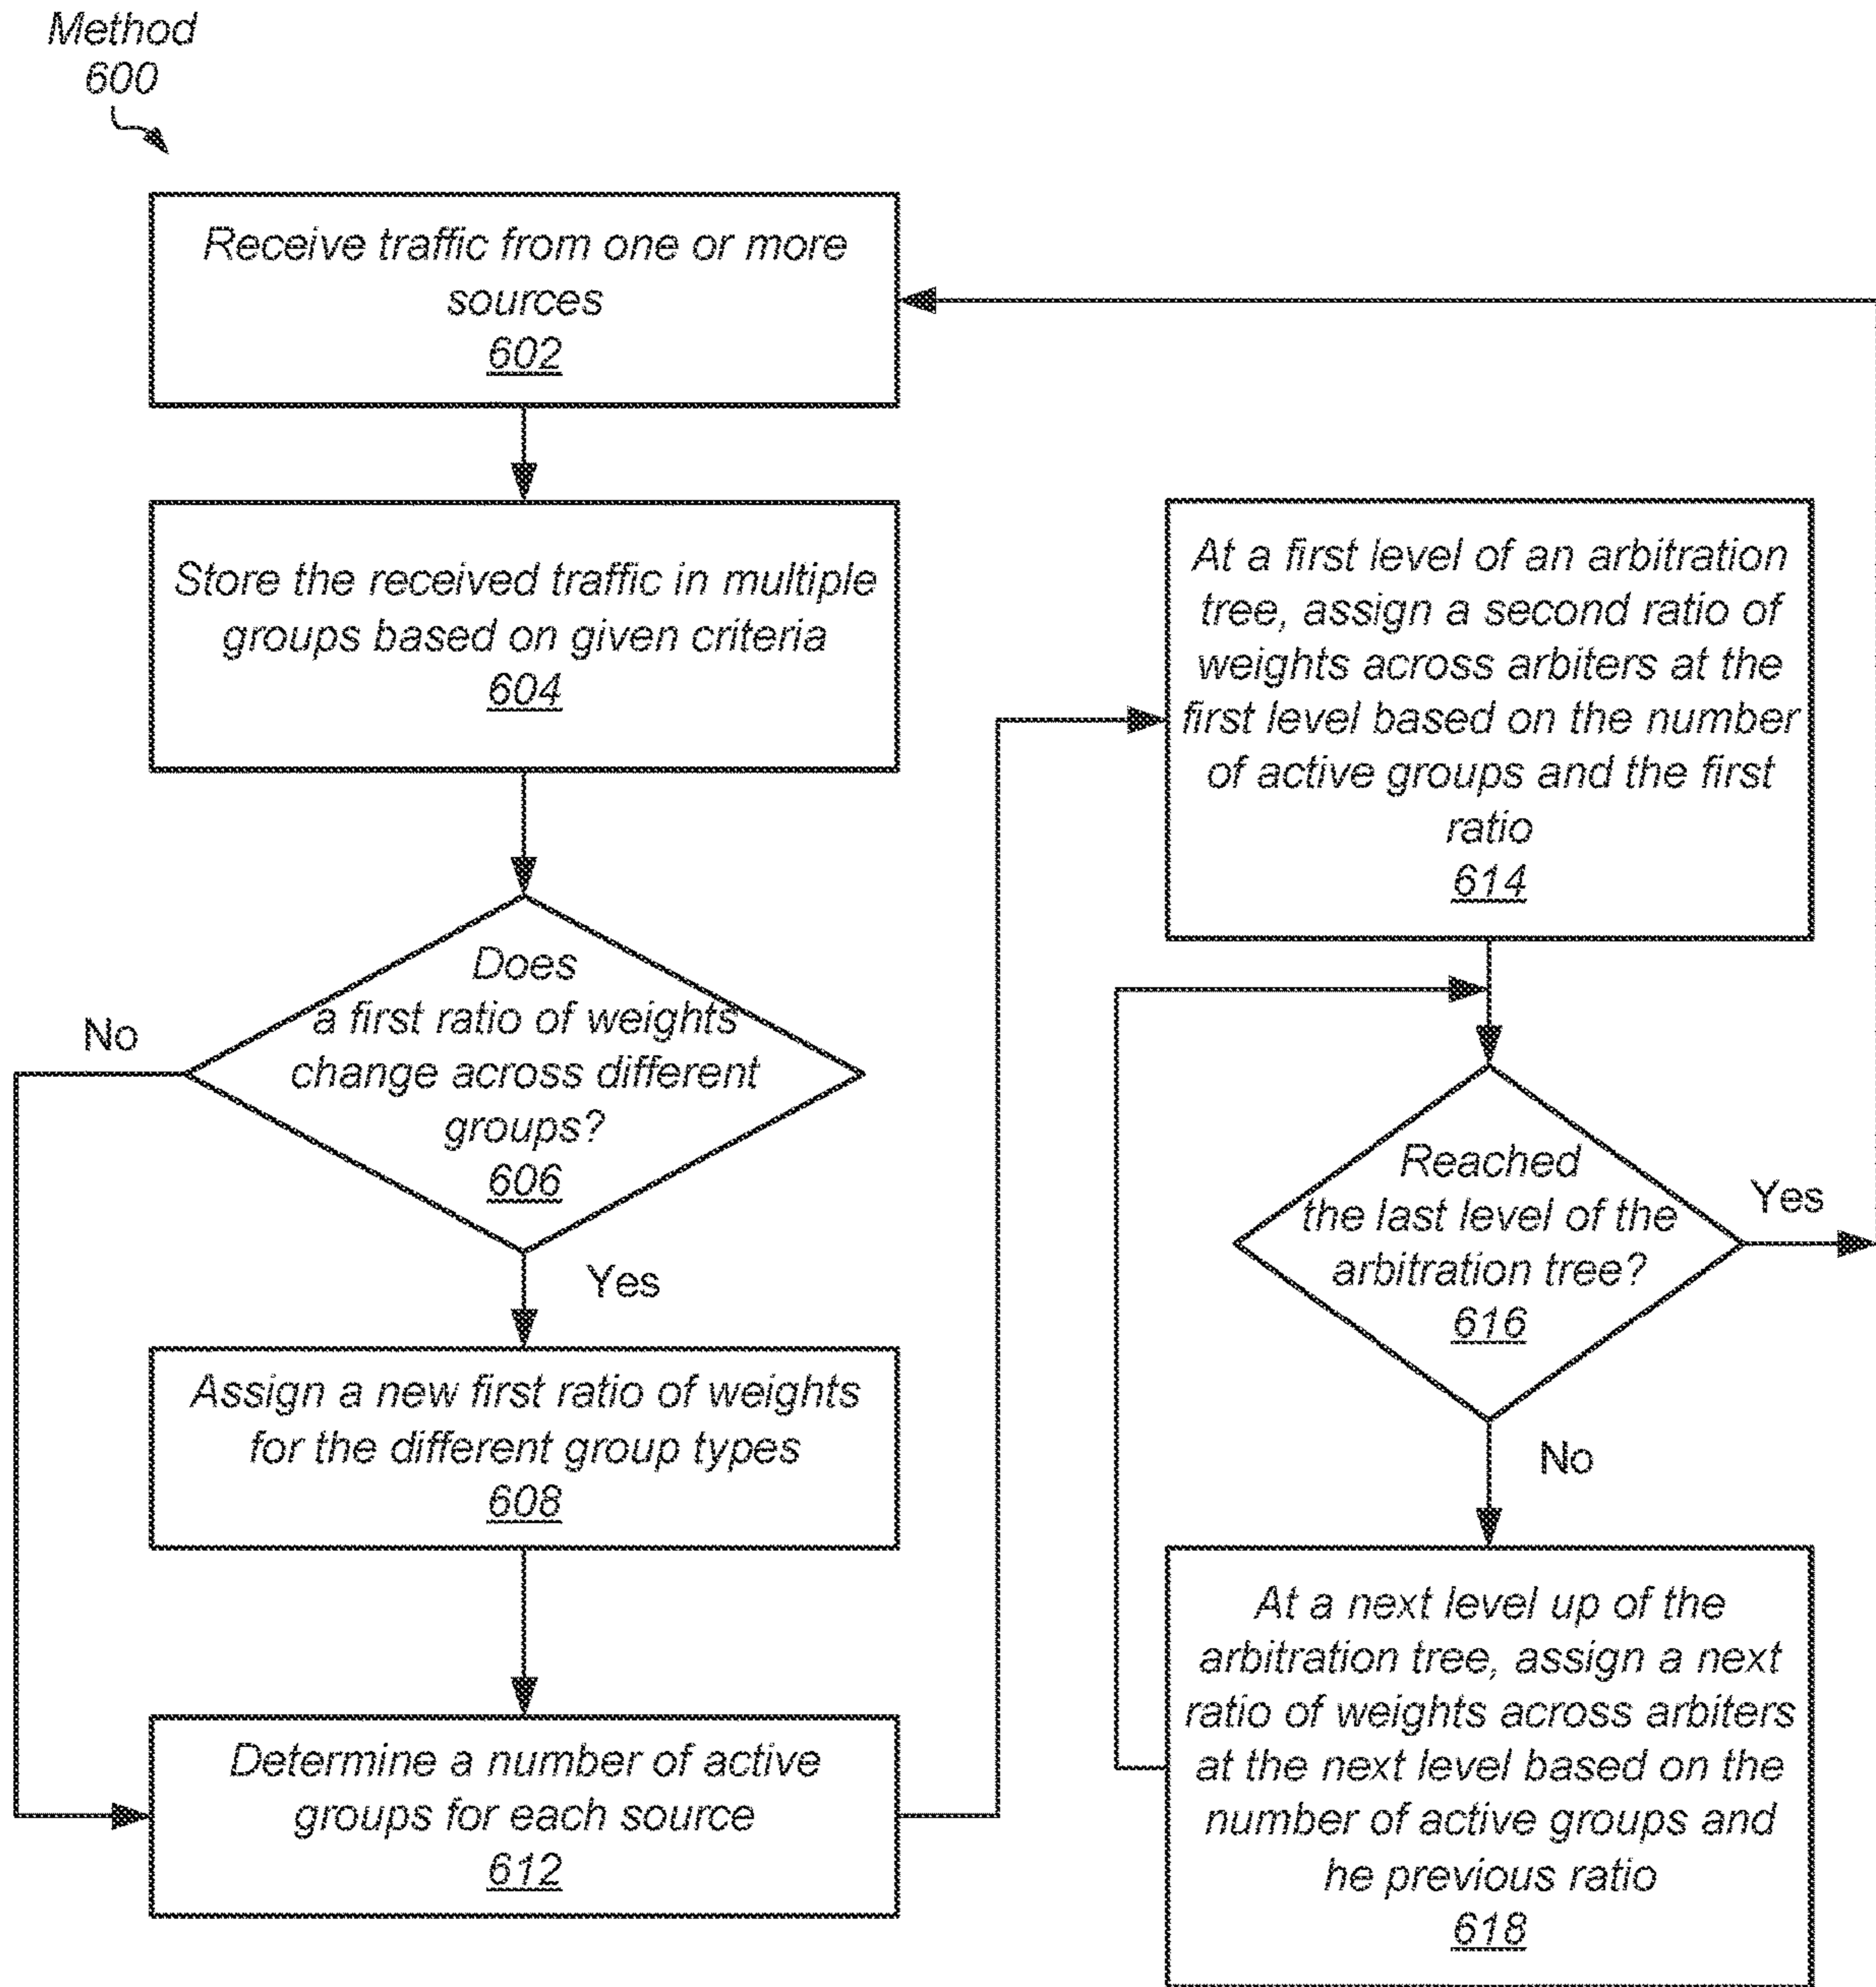 Method
600
Receive traffic from one or more
sources
602
Store the received traffic in multiple
groups based on given criteria
604
Does
a first ratio of weights
change across different
groups?
606
No
Yes
Assign a new first ratio of weights
for the different group types
608
Determine a number of active
groups for each source
612
At a first level of an arbitration
tree, assign a second ratio of
weights across arbiters at the
first level based on the number
of active groups and the first
ratio
614
Reached
the last level of the
arbitration tree?
616
Yes
No
At a next level up of the
arbitration tree, assign a next
ratio of weights across arbiters
at the next level based on the
number of active groups and
he previous ratio
618